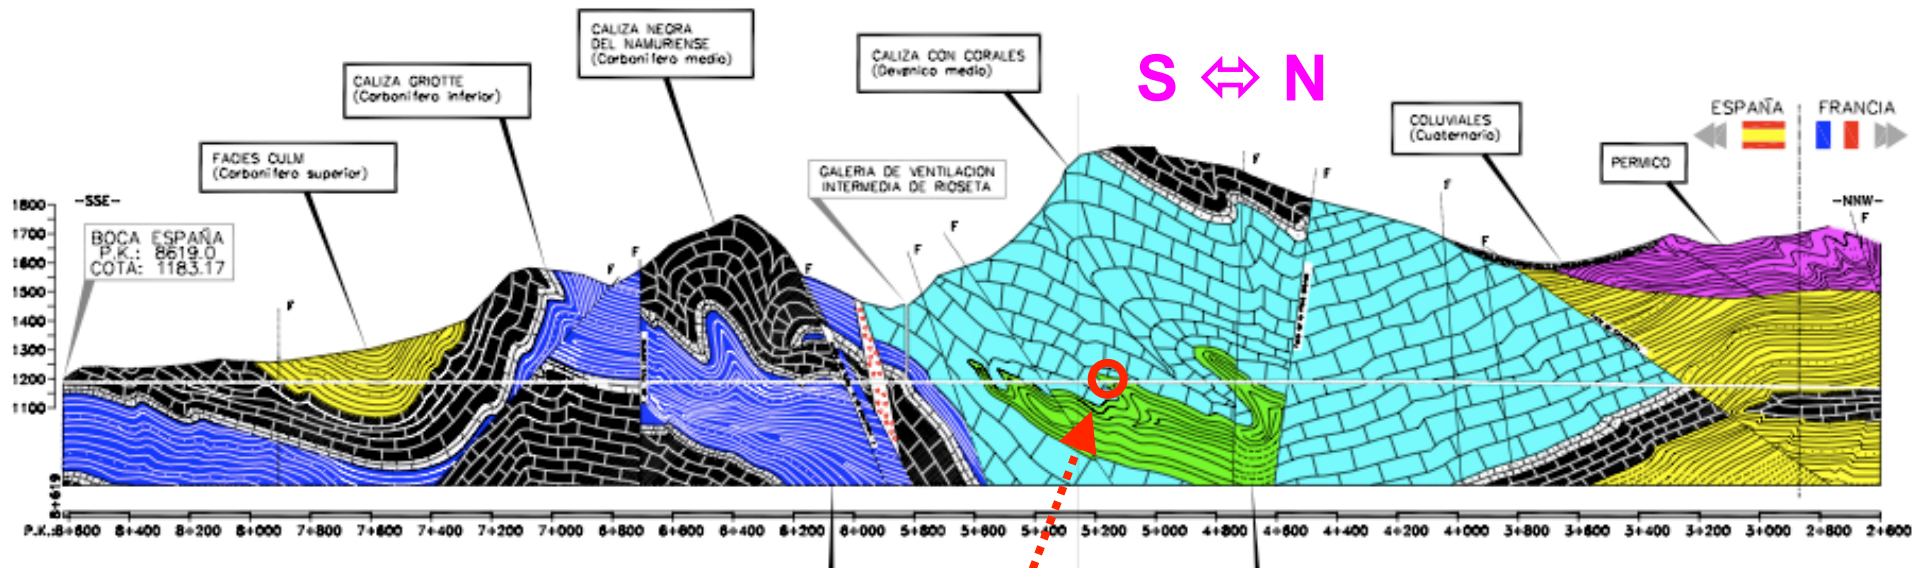 CALIZA NEGRA
DEL NAMURIENSE
(Carbonifero medio)
CALIZA CON CORALES
(Devonico medio)
S ⇔ N
CALIZA GRIOTTE
(Carbonifero inferior)
COLUVIALES
(Cuaternario)
ESPAÑA
FRANCIA
FACIES CULM
(Carbonifero superior)
GALERIA DE VENTILACION
INTERMEDIA DE RIOSETA
PERMICO
--SSE--
--NNW--
BOCA ESPAÑA
P.K.: 8619.0
COTA: 1183.17
F
F
F
F
F
F
F
F
F
F
F
1800
1700
1600
1500
1400
1300
1200
1100
8+619
P.K.: 8+600 8+400 8+200 8+000 7+800 7+600 7+400 7+200 7+000 6+800 6+600 6+400 6+200 6+000 5+800 5+600 5+400 5+200 5+000 4+800 4+600 4+400 4+200 4+000 3+800 3+600 3+400 3+200 3+000 2+800